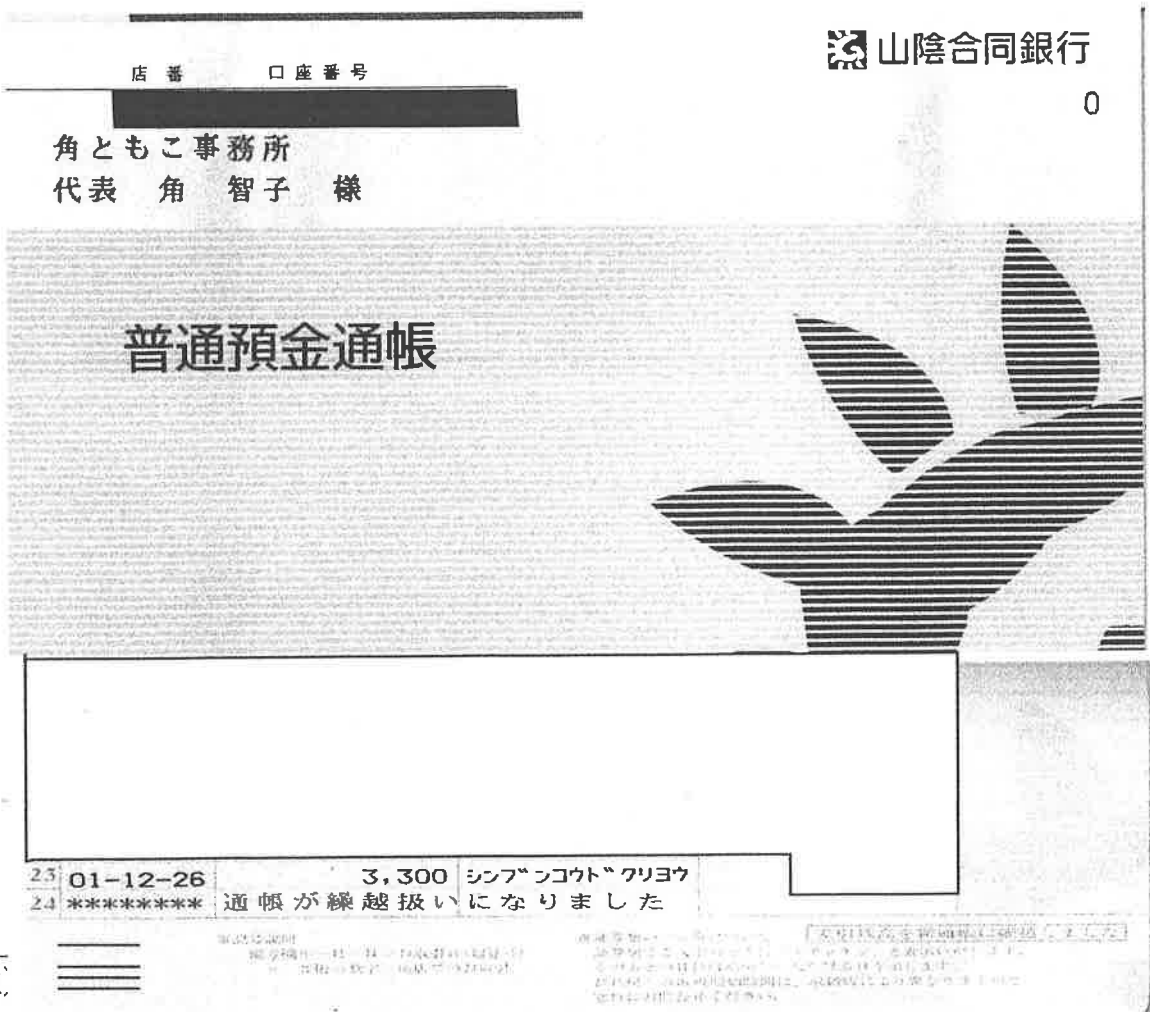 山陰合同銀行
店番 口座番号
0
角ともこ事務所
代表 角 智子 様
普通預金通帳
23 01-12-26 3,300 シンブンコウドクリヨウ
24 ******** 通帳が繰越扱いになりました